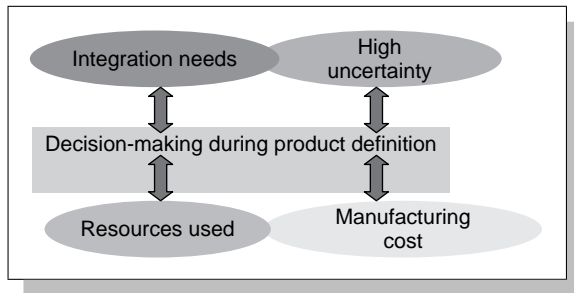 Integration needs
High
uncertainty
Decision-making during product definition
Resources used
Manufacturing
cost